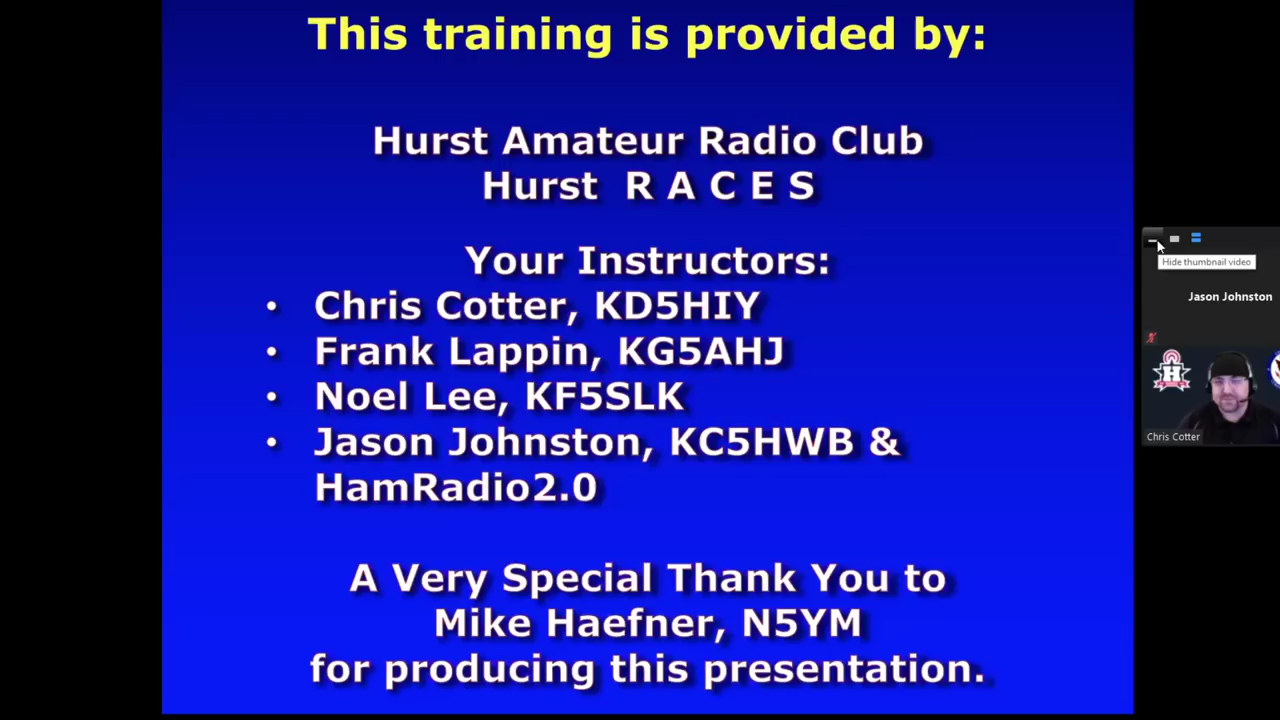 This training is provided by:
Hurst Amateur Radio Club
Hurst R A C E S
Your Instructors:
• Chris Cotter, KD5HIY
• Frank Lappin, KG5AHJ
• Noel Lee, KF5SLK
• Jason Johnston, KC5HWB &
HamRadio2.0
A Very Special Thank You to
Mike Haefner, N5YM
for producing this presentation.
Hide thumbnail video
Jason Johnston
H
Chris Cotter